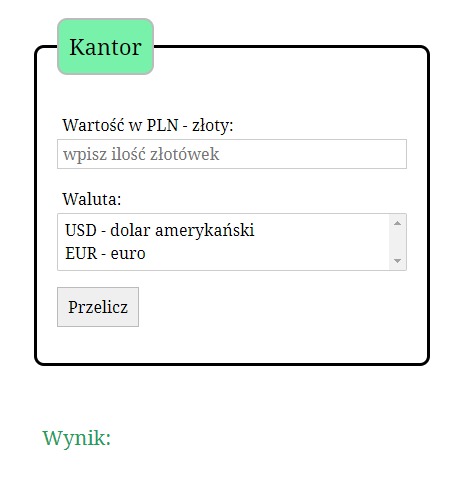 Kantor
Wartość w PLN - złoty:
wpisz ilość złotówek
Waluta:
USD - dolar amerykański
EUR - euro
Przelicz
Wynik: